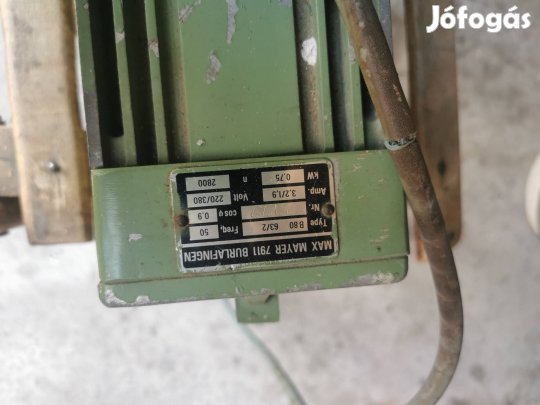 Jófogás
MAX MAYER 7911 BURLAFINGEN
Type B 80 63/2 Freq. 50
Nr. cos φ 0.9
Amp. 3,2/1,9 Volt 220/380
kW 0,75 n 2800